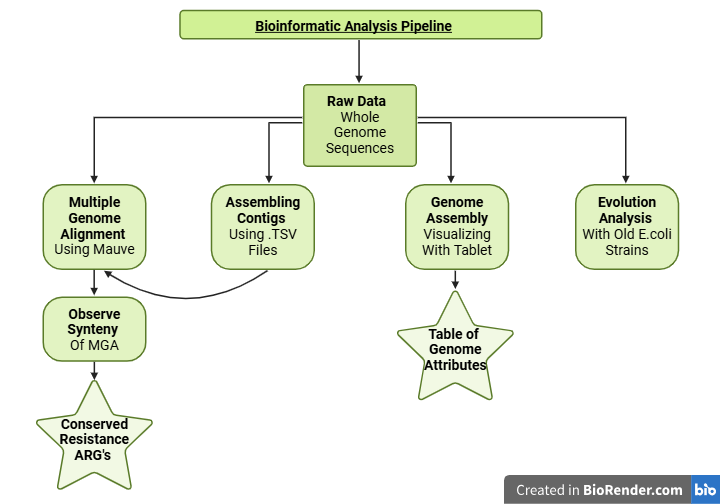 Bioinformatic Analysis Pipeline
Raw Data
Whole
Genome
Sequences
Multiple
Genome
Alignment
Using Mauve
Assembling
Contigs
Using .TSV
Files
Genome
Assembly
Visualizing
With Tablet
Evolution
Analysis
With Old E.coli
Strains
Observe
Synteny
Of MGA
Table of
Genome
Attributes
Conserved
Resistance
ARG's
Created in BioRender.com bio